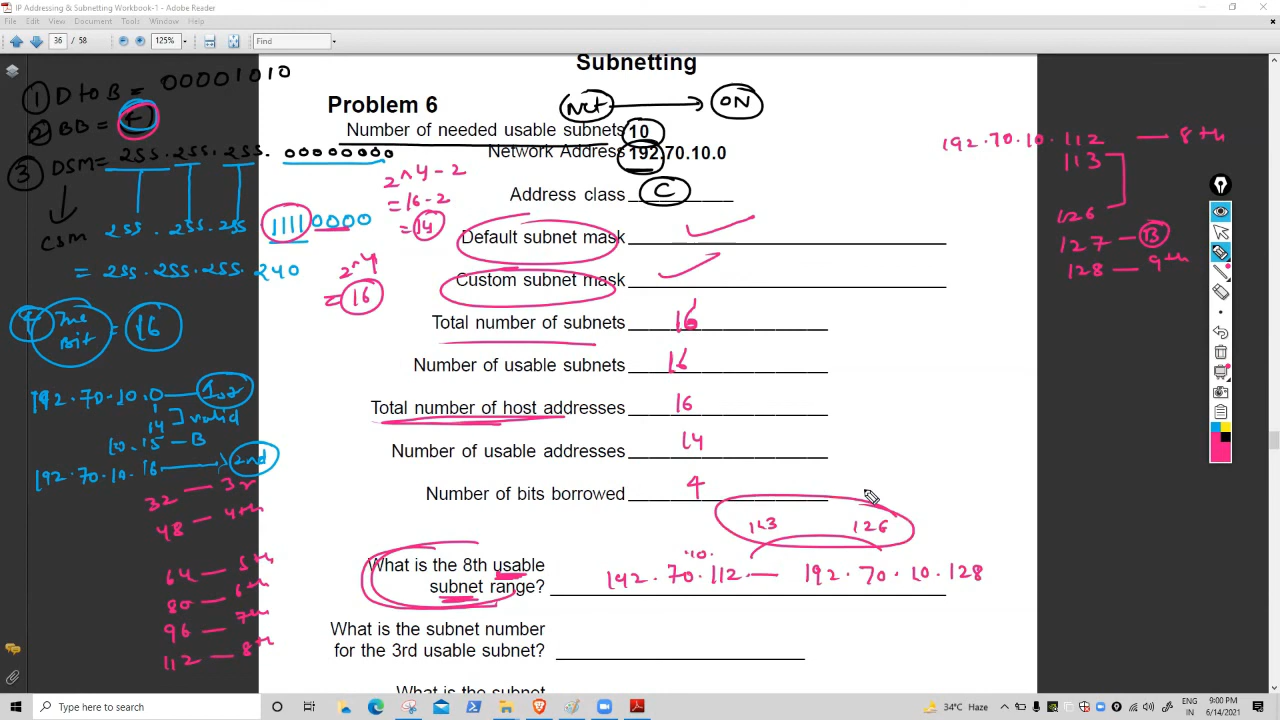 IP Addressing & Subnetting Workbook-1 - Adobe Reader
File Edit View Document Tools Workbook Window Help
36 / 58 125% Find
Subnetting
Problem 6
Net ON
Number of needed usable subnets 10
Network Address 192.70.10.0
Address class C
Default subnet mask
Custom subnet mask
Total number of subnets 16
Number of usable subnets 16
Total number of host addresses 16
Number of usable addresses 14
Number of bits borrowed 4
113 126
What is the 8th usable
subnet range?
192.70.112 — 192.70.10.128
.10.
What is the subnet number
for the 3rd usable subnet?
What is the subnet
1 D to B = 00001010
2 BB = 4
3 DSM = 255.255.255.00000000
CSM 255.255.255 11110000
= 255.255.255.240
2^4-2
= 16-2
= 14
2^4
= 16
4 The Bit = 16
192.70.10.0 — 1st
14 valid
10.15 — B
192.70.10.16 2nd
32 — 3r
48 — 4th
64 — 5th
80 — 6th
96 — 7th
112 — 8th
192.70.10.112 — 8th
113
126
127 — B
128 — 9th
Type here to search
34°C Haze
ENG
IN
9:00 PM
6/14/2021